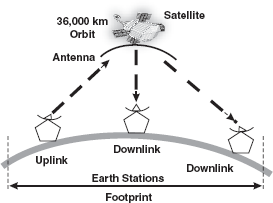 36,000 km
Orbit
Satellite
Antenna
Uplink
Downlink
Downlink
Earth Stations
Footprint